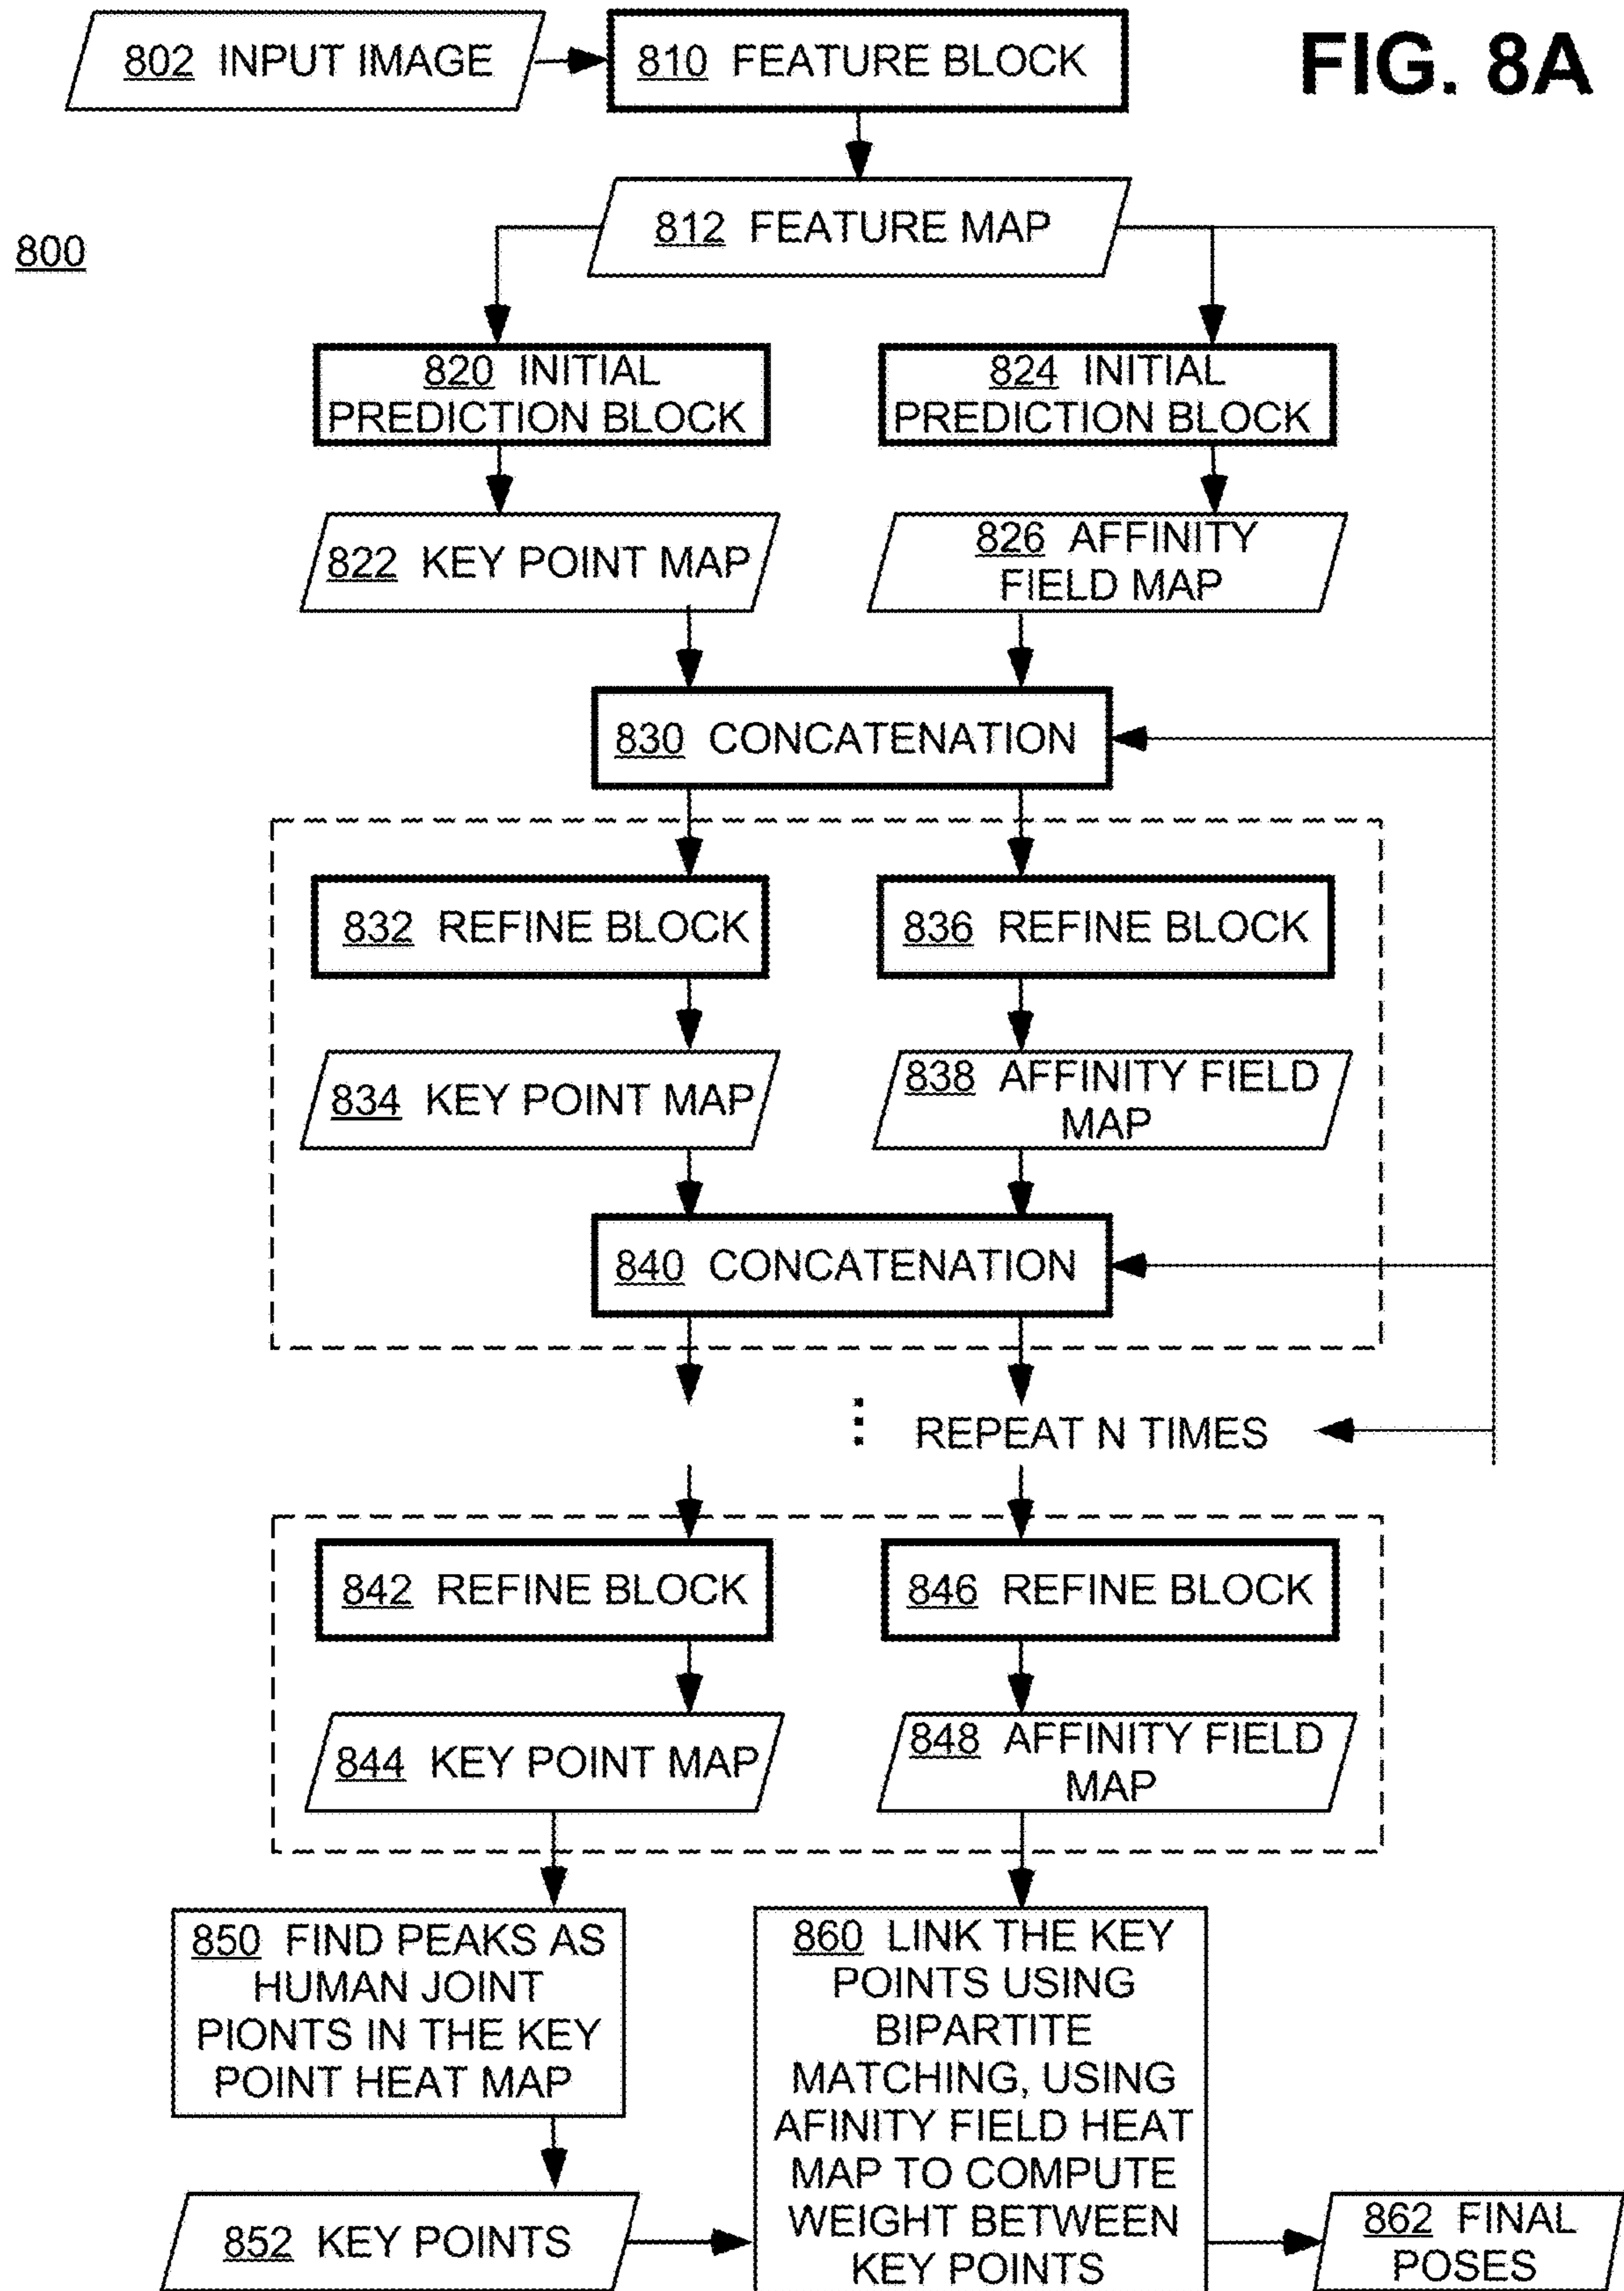 802 INPUT IMAGE
810 FEATURE BLOCK
FIG. 8A
812 FEATURE MAP
800
820 INITIAL
PREDICTION BLOCK
824 INITIAL
PREDICTION BLOCK
822 KEY POINT MAP
826 AFFINITY
FIELD MAP
830 CONCATENATION
832 REFINE BLOCK
836 REFINE BLOCK
834 KEY POINT MAP
838 AFFINITY FIELD
MAP
840 CONCATENATION
REPEAT N TIMES
842 REFINE BLOCK
846 REFINE BLOCK
844 KEY POINT MAP
848 AFFINITY FIELD
MAP
850 FIND PEAKS AS
HUMAN JOINT
PIONTS IN THE KEY
POINT HEAT MAP
860 LINK THE KEY
POINTS USING
BIPARTITE
MATCHING, USING
AFINITY FIELD HEAT
MAP TO COMPUTE
WEIGHT BETWEEN
KEY POINTS
852 KEY POINTS
862 FINAL
POSES